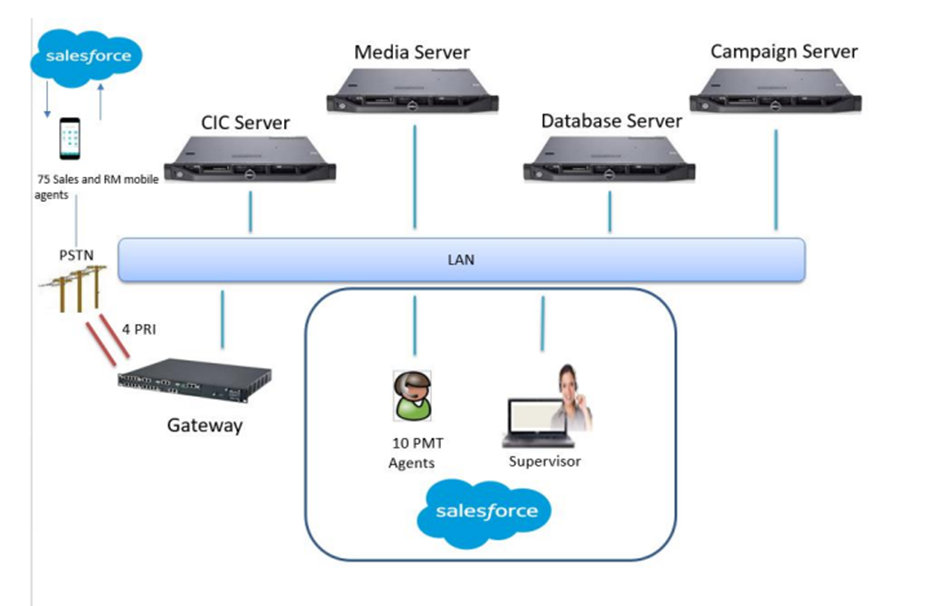 salesforce
Media Server
Campaign Server
CIC Server
Database Server
75 Sales and RM mobile
agents
PSTN
LAN
4 PRI
Gateway
10 PMT
Agents
Supervisor
salesforce